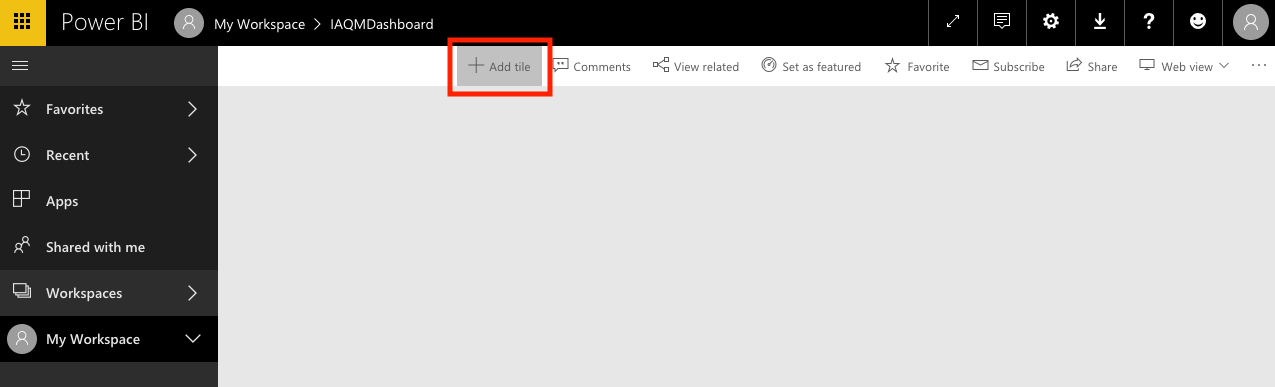 Power BI My Workspace > IAQMDashboard ?
+ Add tile Comments View related Set as featured Favorite Subscribe Share Web view ...
Favorites
Recent
Apps
Shared with me
Workspaces
My Workspace